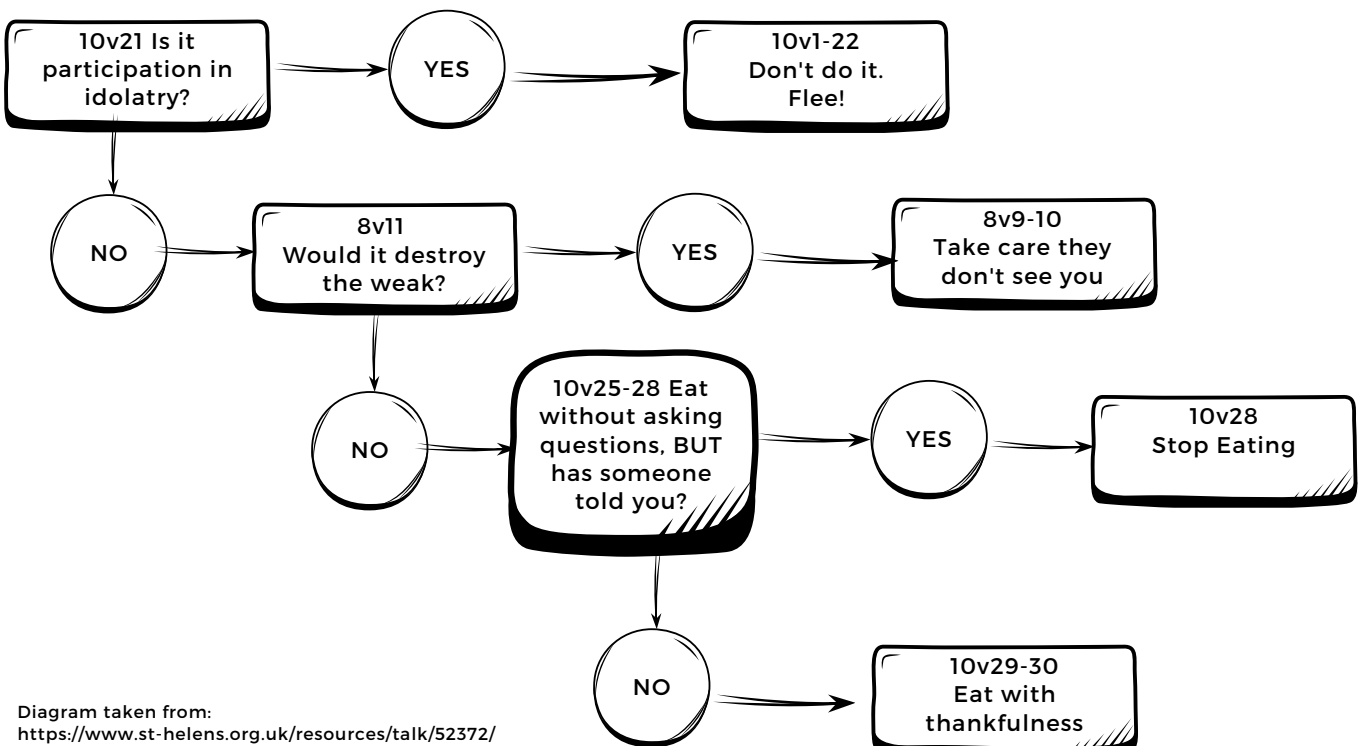 10v21 Is it
participation in
idolatry?
YES
10v1-22
Don't do it.
Flee!
NO
8v11
Would it destroy
the weak?
YES
8v9-10
Take care they
don't see you
NO
10v25-28 Eat
without asking
questions, BUT
has someone
told you?
YES
10v28
Stop Eating
NO
10v29-30
Eat with
thankfulness
Diagram taken from:
https://www.st-helens.org.uk/resources/talk/52372/